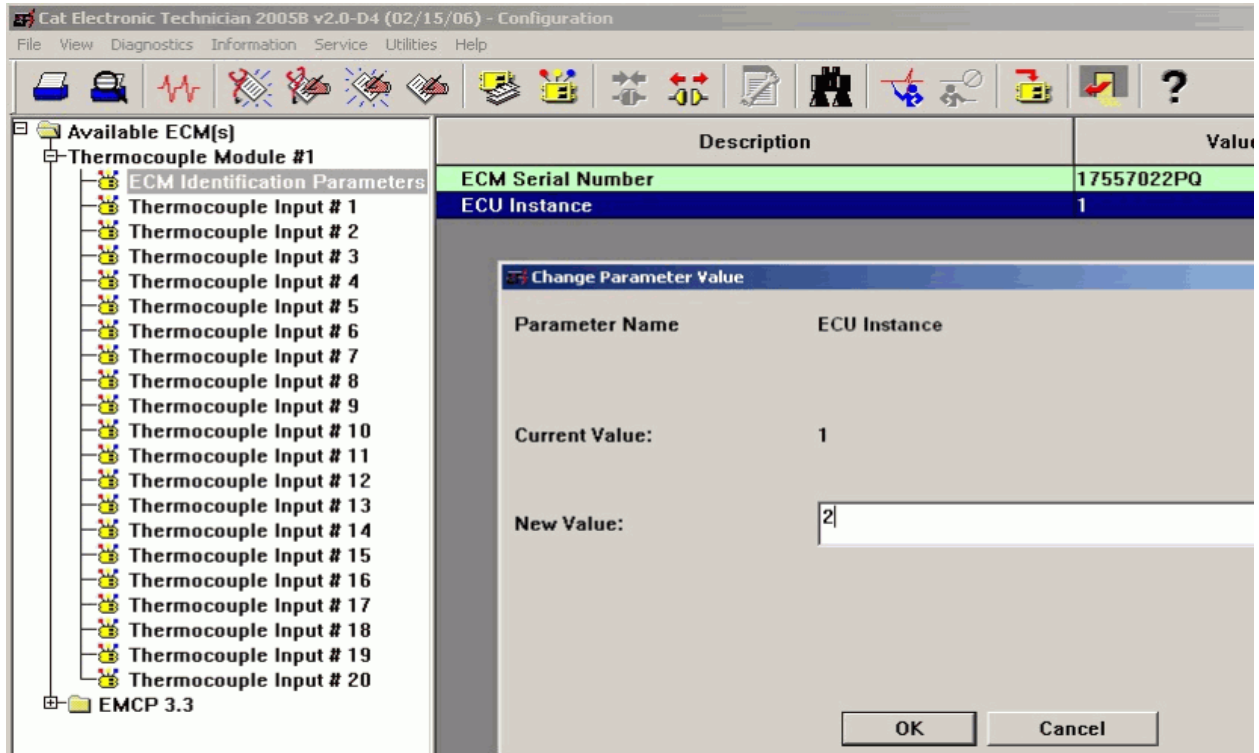 Cat Electronic Technician 2005B v2.0-D4 (02/15/06) - Configuration
File View Diagnostics Information Service Utilities Help
?
Available ECM(s)
Thermocouple Module #1
ECM Identification Parameters
Thermocouple Input # 1
Thermocouple Input # 2
Thermocouple Input # 3
Thermocouple Input # 4
Thermocouple Input # 5
Thermocouple Input # 6
Thermocouple Input # 7
Thermocouple Input # 8
Thermocouple Input # 9
Thermocouple Input # 10
Thermocouple Input # 11
Thermocouple Input # 12
Thermocouple Input # 13
Thermocouple Input # 14
Thermocouple Input # 15
Thermocouple Input # 16
Thermocouple Input # 17
Thermocouple Input # 18
Thermocouple Input # 19
Thermocouple Input # 20
EMCP 3.3
Description Value
ECM Serial Number 17557022PQ
ECU Instance 1
Change Parameter Value
Parameter Name ECU Instance
Current Value: 1
New Value: 2
OK Cancel